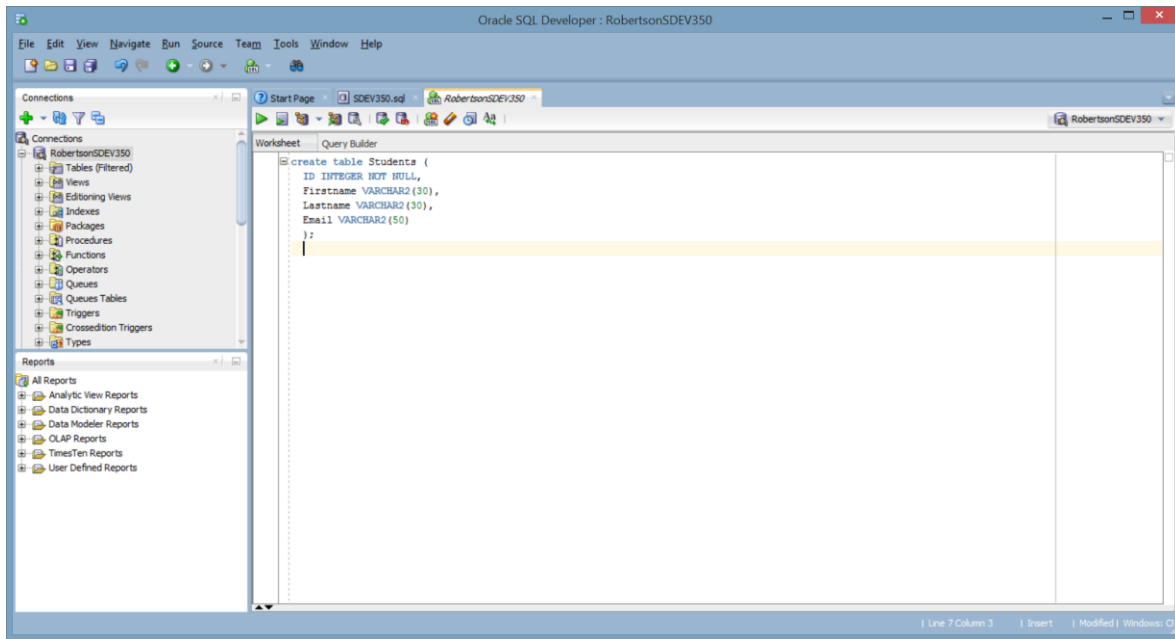 Oracle SQL Developer : RobertsonSDEV350
File Edit View Navigate Run Source Team Tools Window Help
Connections
Start Page
SDEV350.sql
RobertsonSDEV350
RobertsonSDEV350
Connections
RobertsonSDEV350
Tables (Filtered)
Views
Editioning Views
Indexes
Packages
Procedures
Functions
Operators
Queues
Queues Tables
Triggers
Crossedition Triggers
Types
Worksheet Query Builder
create table Students (
ID INTEGER NOT NULL,
Firstname VARCHAR2(30),
Lastname VARCHAR2(30),
Email VARCHAR2(50)
);
Reports
All Reports
Analytic View Reports
Data Dictionary Reports
Data Modeler Reports
OLAP Reports
TimesTen Reports
User Defined Reports
| Line 7 Column 3 | Insert | Modified | Windows: C